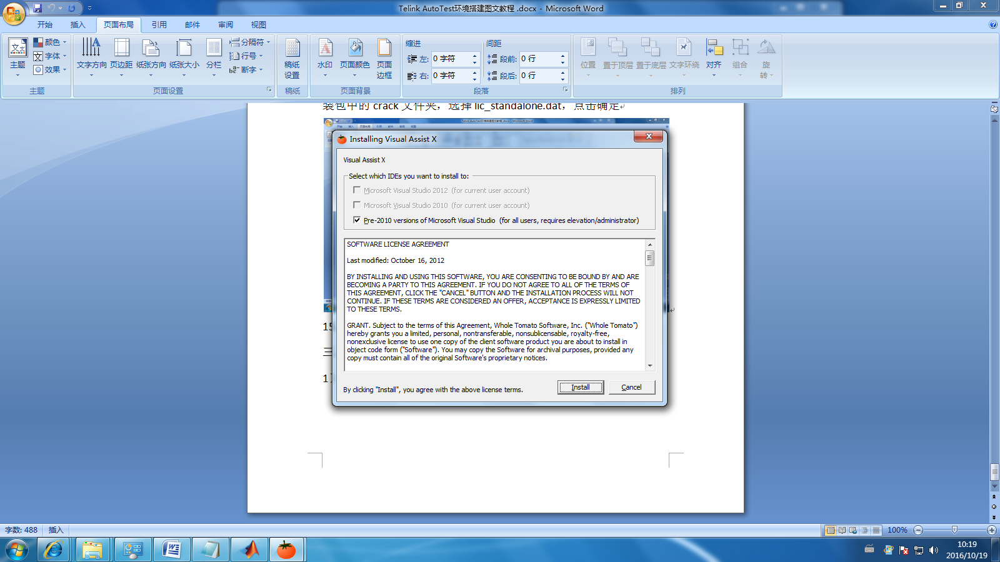 Telink AutoTest环境搭建图文教程 .docx - Microsoft Word
开始 插入 页面布局 引用 邮件 审阅 视图
主题 颜色 字体 效果
文字方向 页边距 纸张方向 纸张大小 分栏 分隔符 行号 断字
稿纸
设置
水印 页面颜色 页面
边框
缩进 间距
左: 0 字符 段前: 0 行
右: 0 字符 段后: 0 行
位置 置于顶层 置于底层 文字环绕 对齐 组合 旋
转
主题 页面设置 稿纸 页面背景 段落 排列
装包中的 crack 文件夹，选择 lic_standalone.dat，点击确定
Installing Visual Assist X
Visual Assist X
Select which IDEs you want to install to:
Microsoft Visual Studio 2012 (for current user account)
Microsoft Visual Studio 2010 (for current user account)
Pre-2010 versions of Microsoft Visual Studio (for all users, requires elevation/administrator)
SOFTWARE LICENSE AGREEMENT
Last modified: October 16, 2012
BY INSTALLING AND USING THIS SOFTWARE, YOU ARE CONSENTING TO BE BOUND BY AND ARE
BECOMING A PARTY TO THIS AGREEMENT. IF YOU DO NOT AGREE TO ALL OF THE TERMS OF
THIS AGREEMENT, CLICK THE "CANCEL" BUTTON AND THE INSTALLATION PROCESS WILL NOT
CONTINUE. IF THESE TERMS ARE CONSIDERED AN OFFER, ACCEPTANCE IS EXPRESSLY LIMITED
TO THESE TERMS.
GRANT. Subject to the terms of this Agreement, Whole Tomato Software, Inc. ("Whole Tomato")
hereby grants you a limited, personal, nontransferable, nonsublicensable, royalty-free,
nonexclusive license to use one copy of the client software product you are about to install in
object code form ("Software"). You may copy the Software for archival purposes, provided any
copy must contain all of the original Software's proprietary notices.
By clicking "Install", you agree with the above license terms.
Install Cancel
15
三
1
字数: 488 插入
100%
10:19
2016/10/19